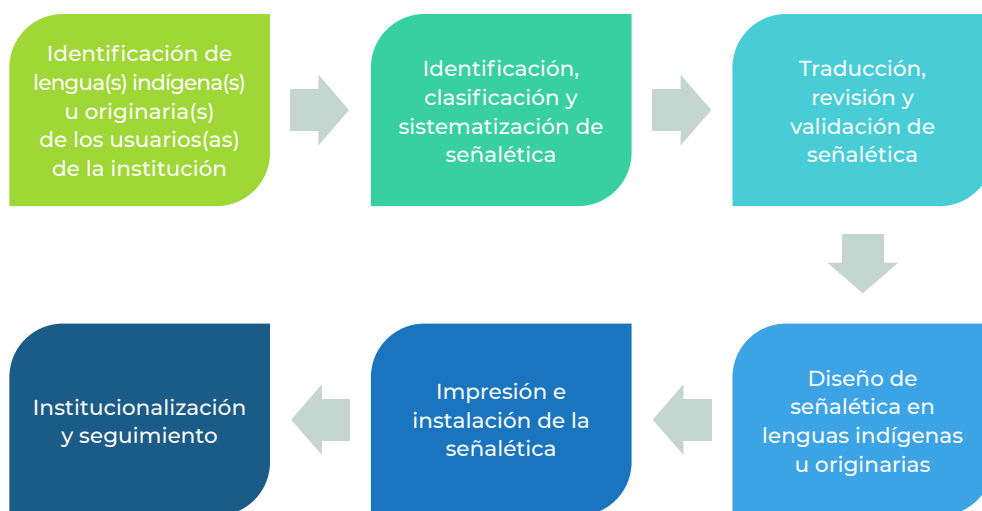 Identificación de
lengua(s) indígena(s)
u originaria(s)
de los usuarios(as)
de la institución
Identificación,
clasificación y
sistematización de
señalética
Traducción,
revisión y
validación de
señalética
Diseño de
señalética en
lenguas indígenas
u originarias
Impresión e
instalación de la
señalética
Institucionalización
y seguimiento